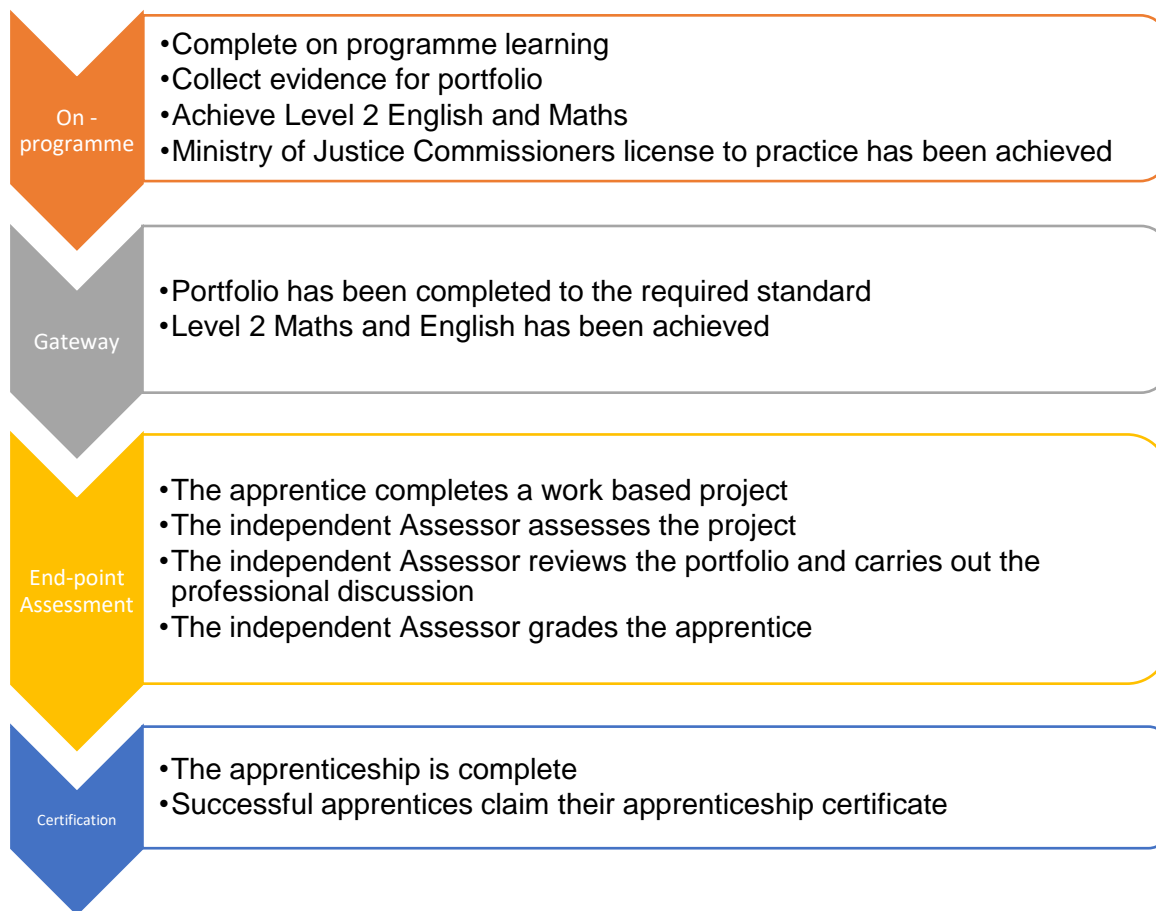 On -
programme
•Complete on programme learning
•Collect evidence for portfolio
•Achieve Level 2 English and Maths
•Ministry of Justice Commissioners license to practice has been achieved
Gateway
•Portfolio has been completed to the required standard
•Level 2 Maths and English has been achieved
End-point
Assessment
•The apprentice completes a work based project
•The independent Assessor assesses the project
•The independent Assessor reviews the portfolio and carries out the
professional discussion
•The independent Assessor grades the apprentice
Certification
•The apprenticeship is complete
•Successful apprentices claim their apprenticeship certificate